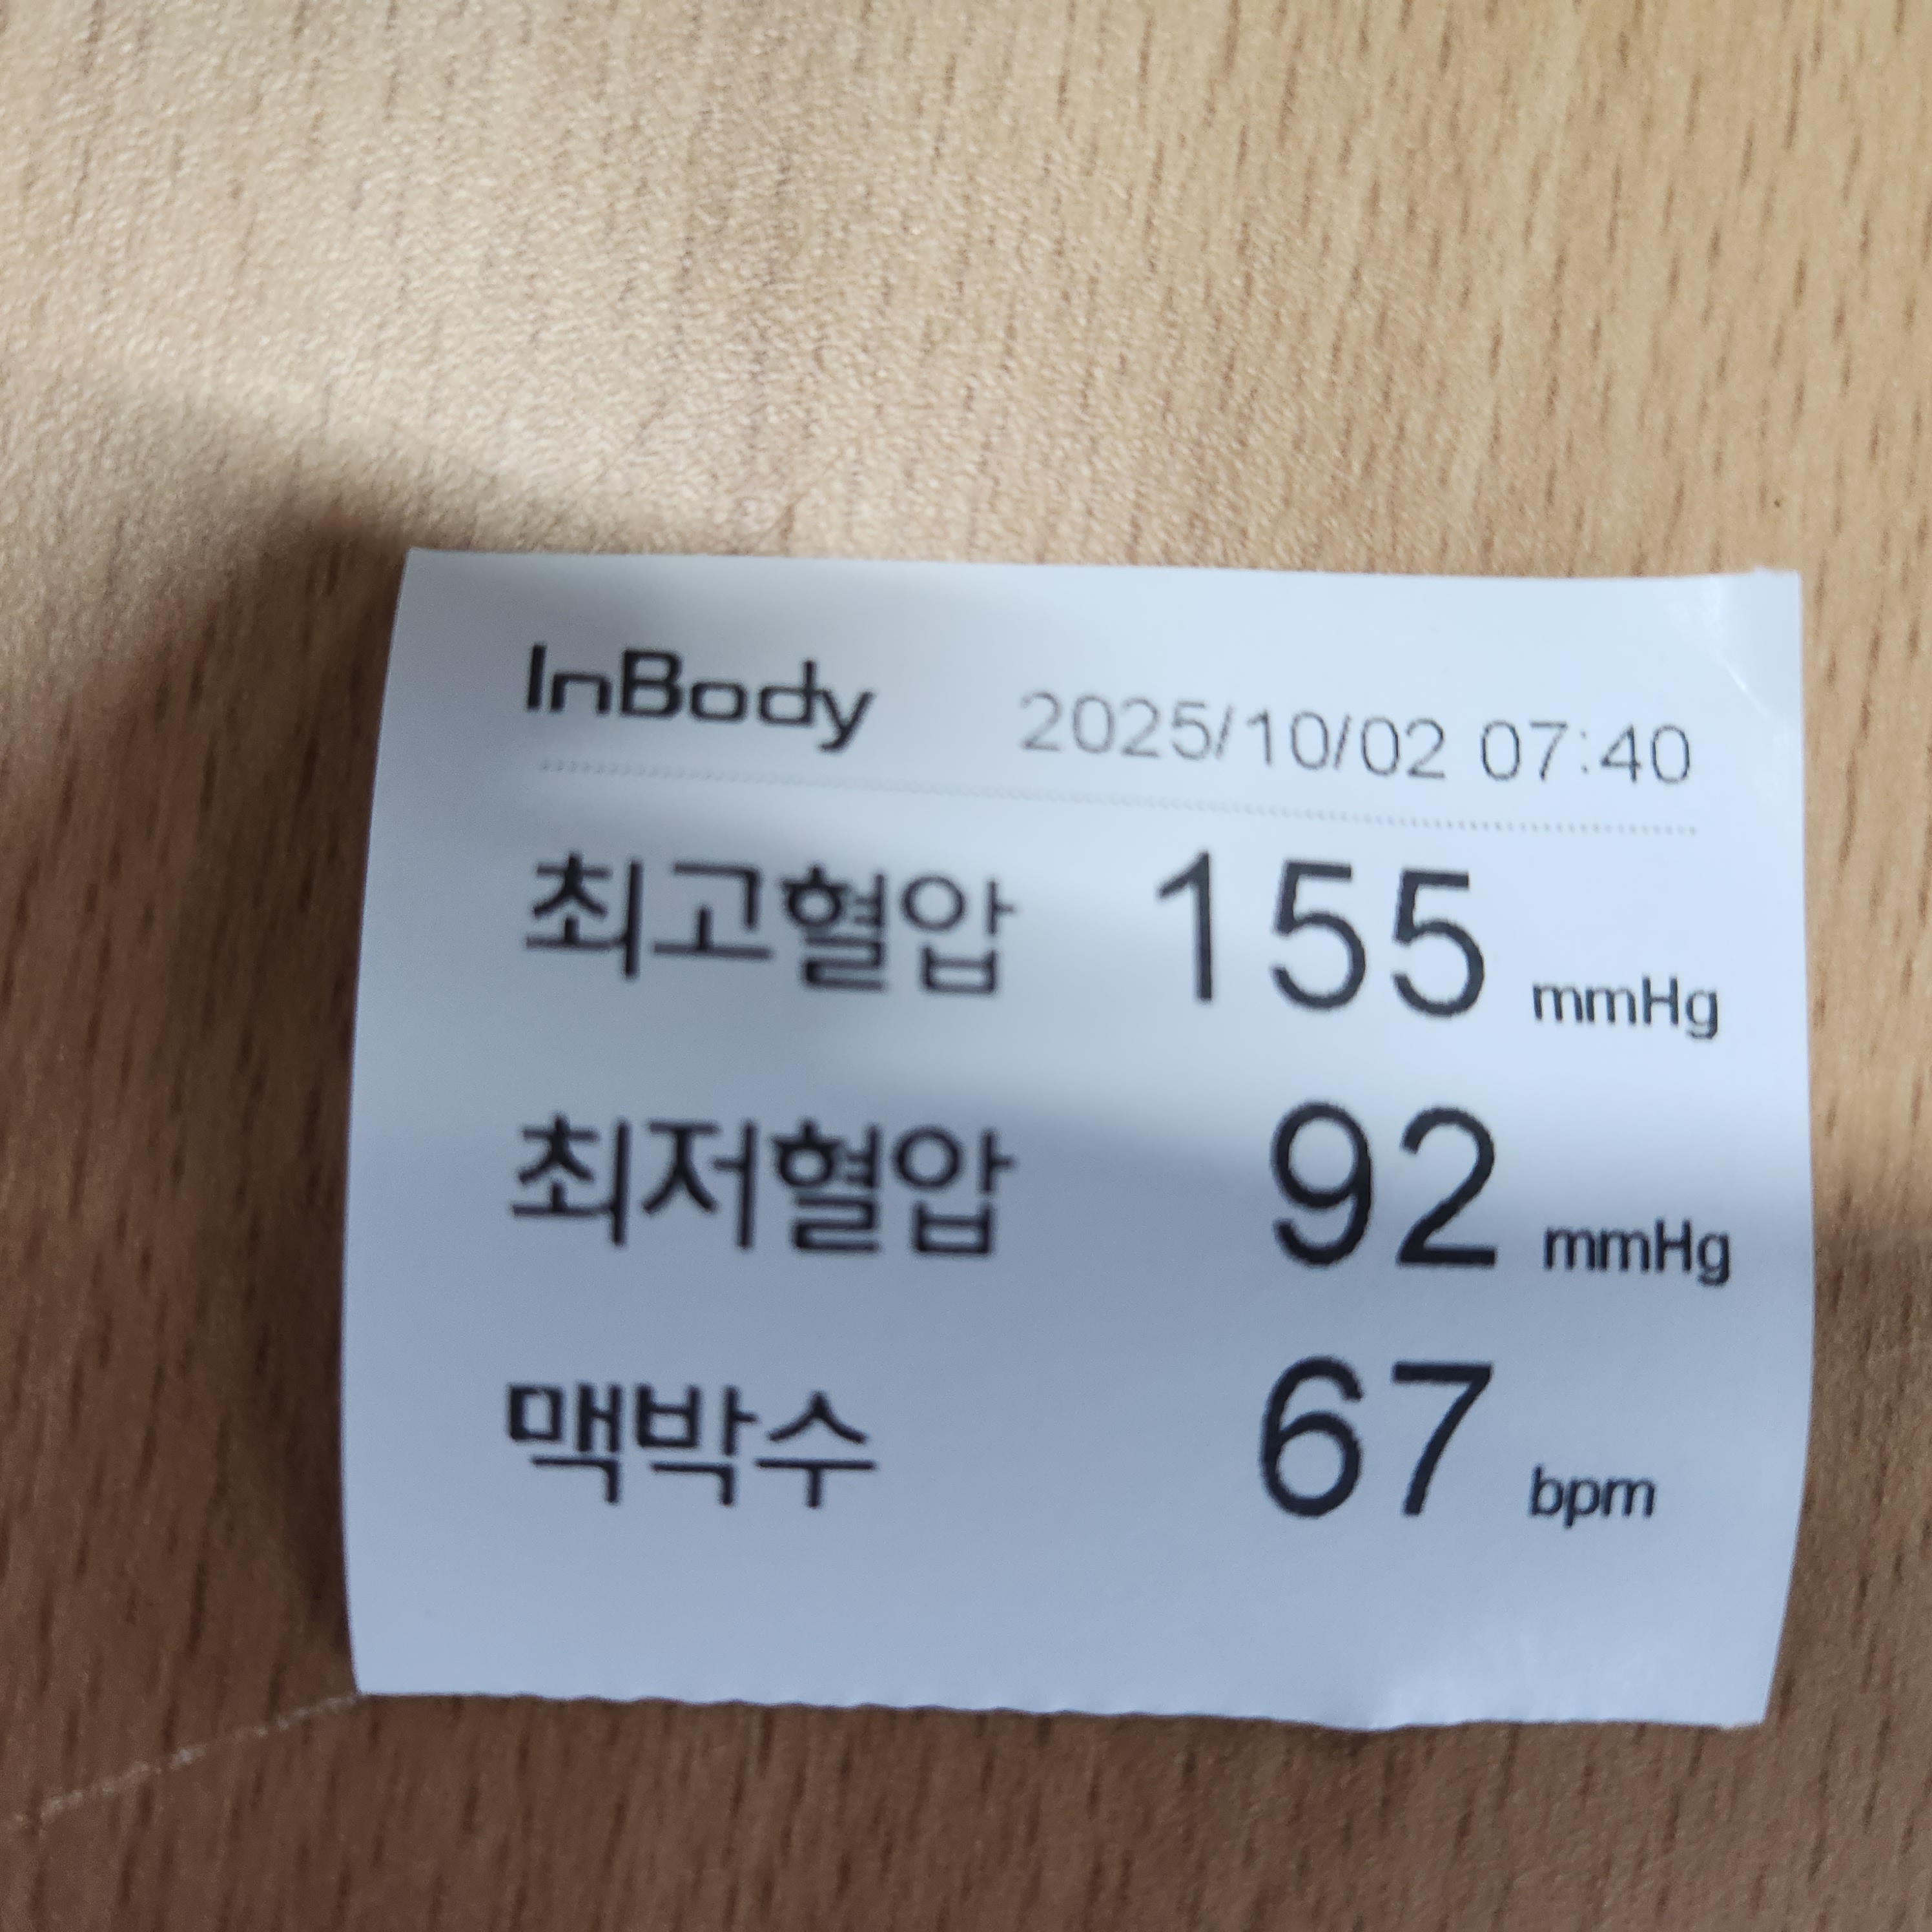 InBody 2025/10/02 07:40
최고혈압 155 mmHg
최저혈압 92 mmHg
맥박수 67 bpm